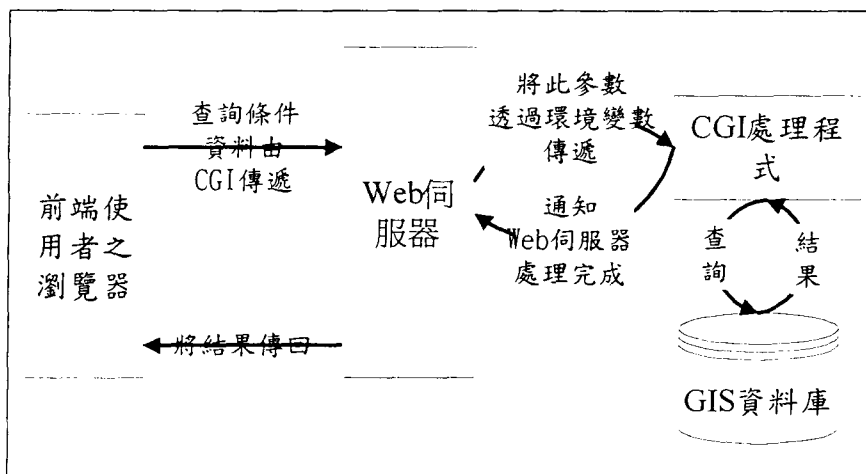 前端使
用者之
瀏覽器
查詢條件
資料由
CGI傳遞
將結果傳回
Web伺
服器
將此參數
透過環境變數
傳遞
通知
Web伺服器
處理完成
CGI處理程
式
查
詢
結
果
GIS資料庫